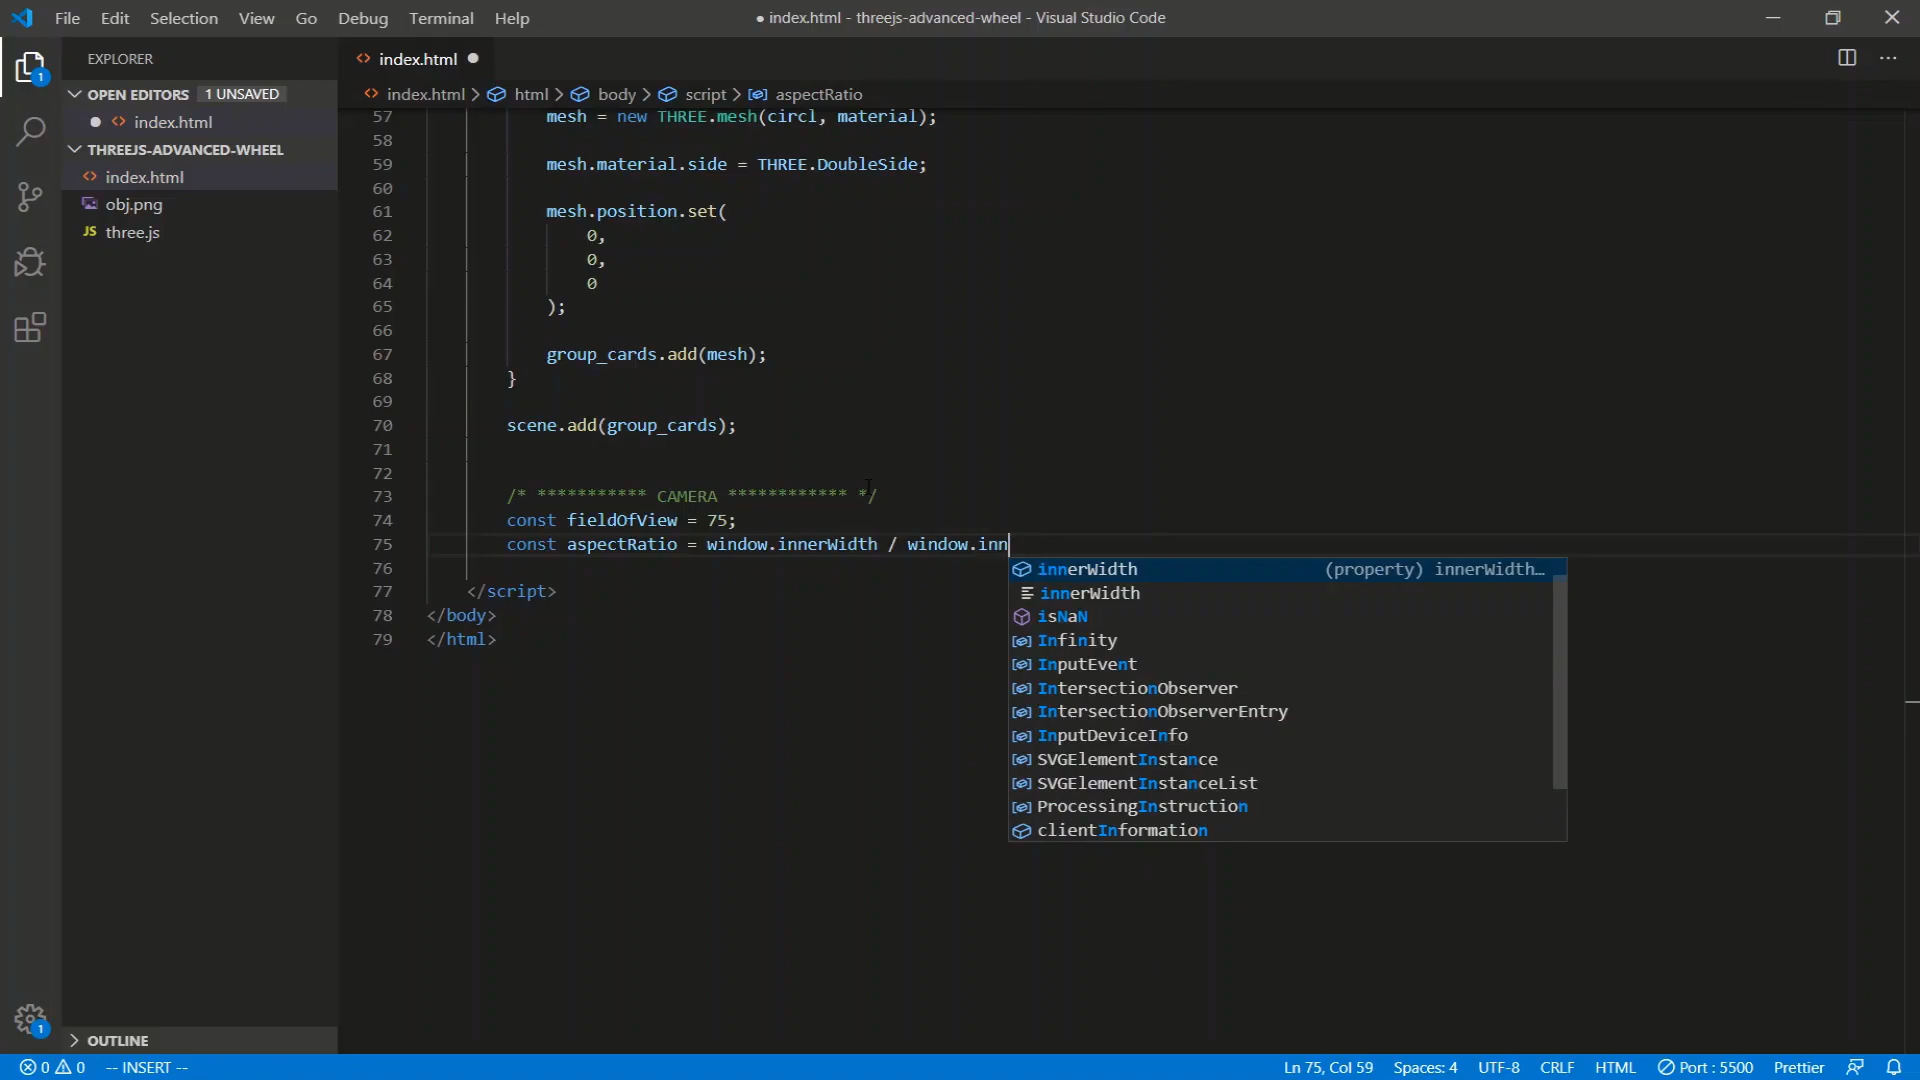 File Edit Selection View Go Debug Terminal Help
● index.html - threejs-advanced-wheel - Visual Studio Code
EXPLORER
OPEN EDITORS 1 UNSAVED
index.html
THREEJS-ADVANCED-WHEEL
index.html
obj.png
JS three.js
OUTLINE
1
1
index.html
index.html > html > body > script > aspectRatio
57 mesh = new THREE.mesh(circl, material);
58
59 mesh.material.side = THREE.DoubleSide;
60
61 mesh.position.set(
62 0,
63 0,
64 0
65 );
66
67 group_cards.add(mesh);
68 }
69
70 scene.add(group_cards);
71
72
73 /* *********** CAMERA ************ */
74 const fieldOfView = 75;
75 const aspectRatio = window.innerWidth / window.inn
76
77 </script>
78 </body>
79 </html>
innerWidth (property) innerWidth…
innerWidth
isNaN
Infinity
InputEvent
IntersectionObserver
IntersectionObserverEntry
InputDeviceInfo
SVGElementInstance
SVGElementInstanceList
ProcessingInstruction
clientInformation
0 0 -- INSERT -- Ln 75, Col 59 Spaces: 4 UTF-8 CRLF HTML Port : 5500 Prettier